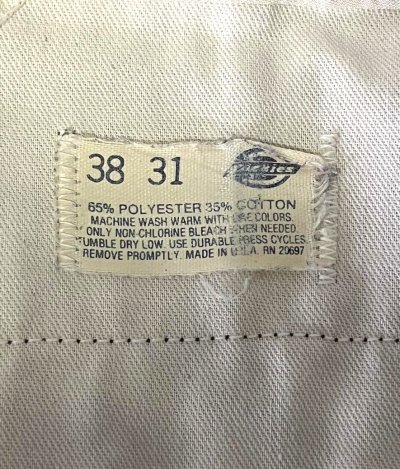 38 31
Dickies
65% POLYESTER 35% COTTON
MACHINE WASH WARM WITH LIKE COLORS.
ONLY NON-CHLORINE BLEACH WHEN NEEDED.
TUMBLE DRY LOW. USE DURABLE PRESS CYCLES.
REMOVE PROMPTLY. MADE IN U.S.A. RN 20697